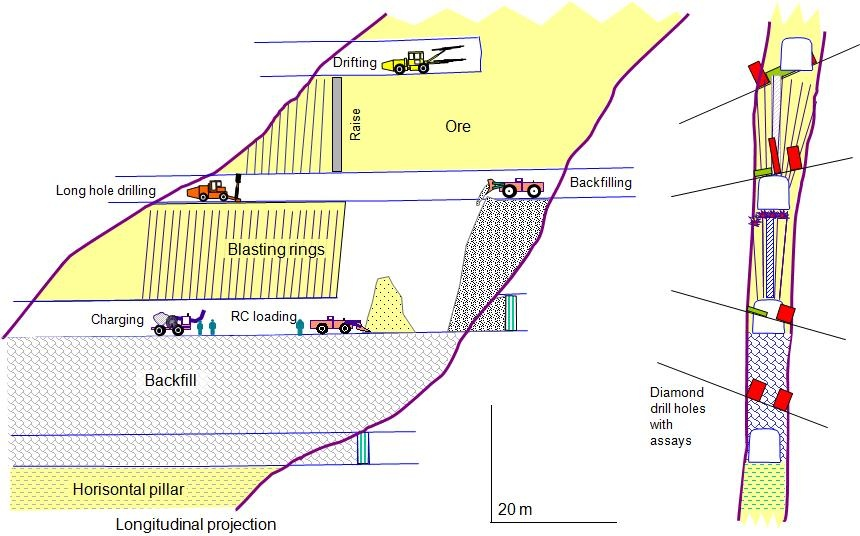 Drifting
Raise
Ore
Long hole drilling
Backfilling
Blasting rings
Charging
RC loading
Backfill
Diamond
drill holes
with
assays
Horisontal pillar
20 m
Longitudinal projection